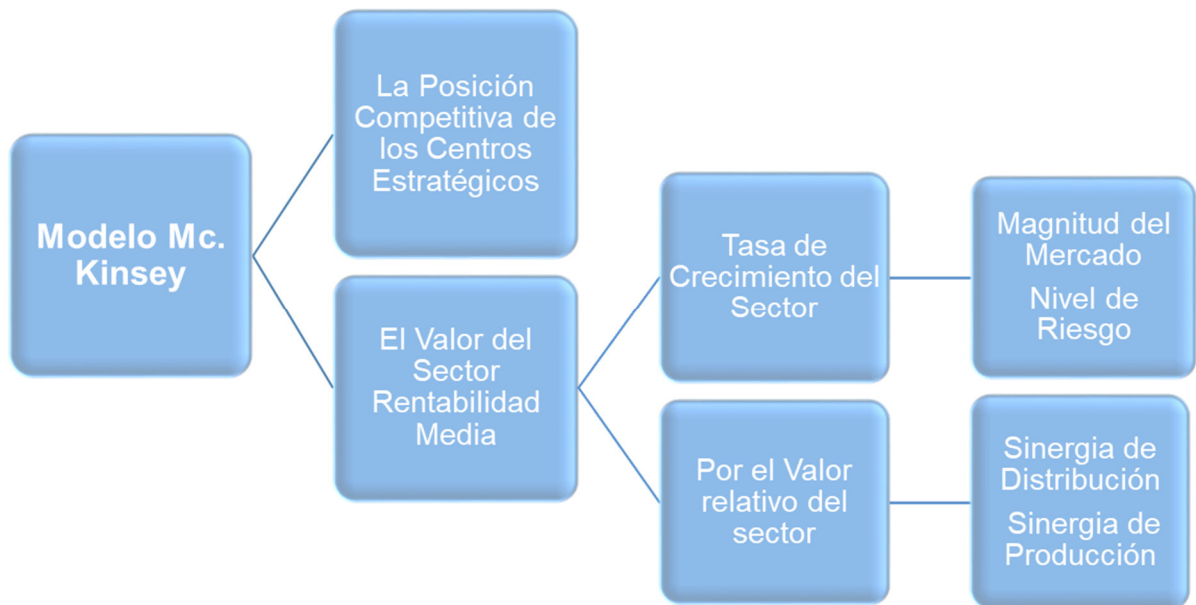 Modelo Mc.
Kinsey
La Posición
Competitiva de
los Centros
Estratégicos
El Valor del
Sector
Rentabilidad
Media
Tasa de
Crecimiento del
Sector
Magnitud del
Mercado
Nivel de
Riesgo
Por el Valor
relativo del
sector
Sinergia de
Distribución
Sinergia de
Producción